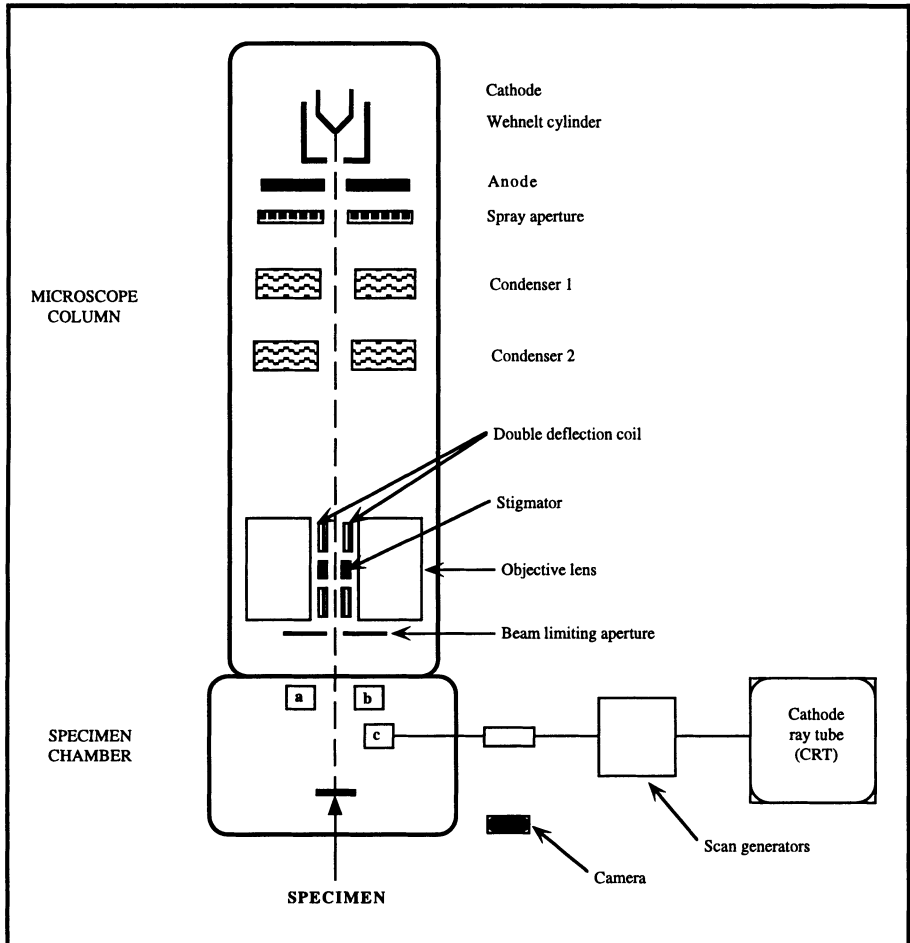 Cathode
Wehnelt cylinder
Anode
Spray aperture
Condenser 1
MICROSCOPE
COLUMN
Condenser 2
Double deflection coil
Stigmator
Objective lens
Beam limiting aperture
a
b
c
SPECIMEN
CHAMBER
Cathode
ray tube
(CRT)
Scan generators
Camera
SPECIMEN